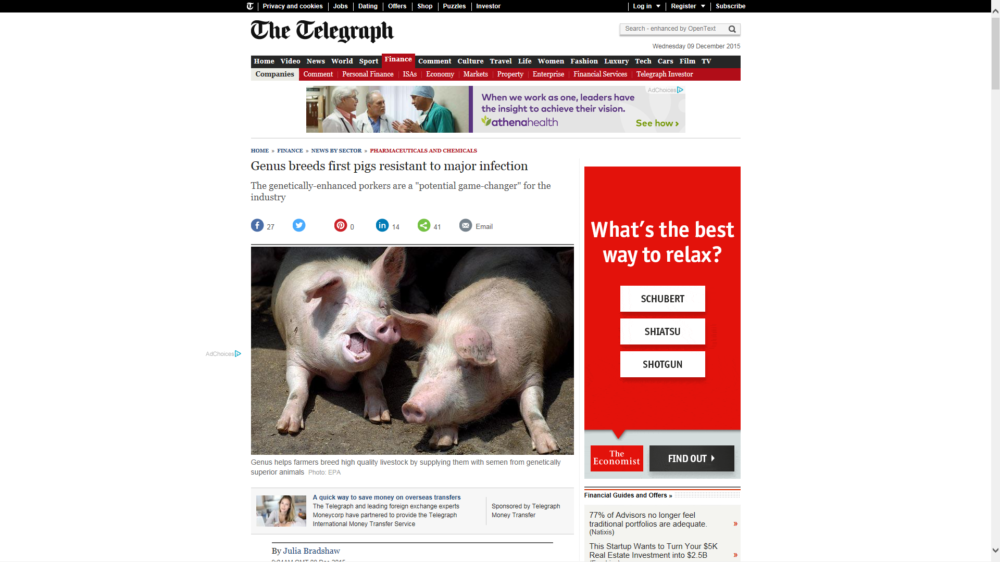 Privacy and cookies Jobs Dating Offers Shop Puzzles Investor Log in Register Subscribe
The Telegraph
Search - enhanced by OpenText
Wednesday 09 December 2015
Home Video News World Sport Finance Comment Culture Travel Life Women Fashion Luxury Tech Cars Film TV
Companies Comment Personal Finance ISAs Economy Markets Property Enterprise Financial Services Telegraph Investor
AdChoices
When we work as one, leaders have
the insight to achieve their vision.
athenahealth
See how ›
HOME » FINANCE » NEWS BY SECTOR » PHARMACEUTICALS AND CHEMICALS
Genus breeds first pigs resistant to major infection
The genetically-enhanced porkers are a "potential game-changer" for the
industry
27 0 14 41 Email
AdChoices
Genus helps farmers breed high quality livestock by supplying them with semen from genetically
superior animals Photo: EPA
A quick way to save money on overseas transfers
The Telegraph and leading foreign exchange experts
Moneycorp have partnered to provide the Telegraph
International Money Transfer Service
Sponsored by Telegraph
Money Transfer
By Julia Bradshaw
What's the best
way to relax?
SCHUBERT
SHIATSU
SHOTGUN
The
Economist
FIND OUT
Financial Guides and Offers »
77% of Advisors no longer feel
traditional portfolios are adequate.
(Natixis)
»
This Startup Wants to Turn Your $5K
Real Estate Investment into $2.5B
»